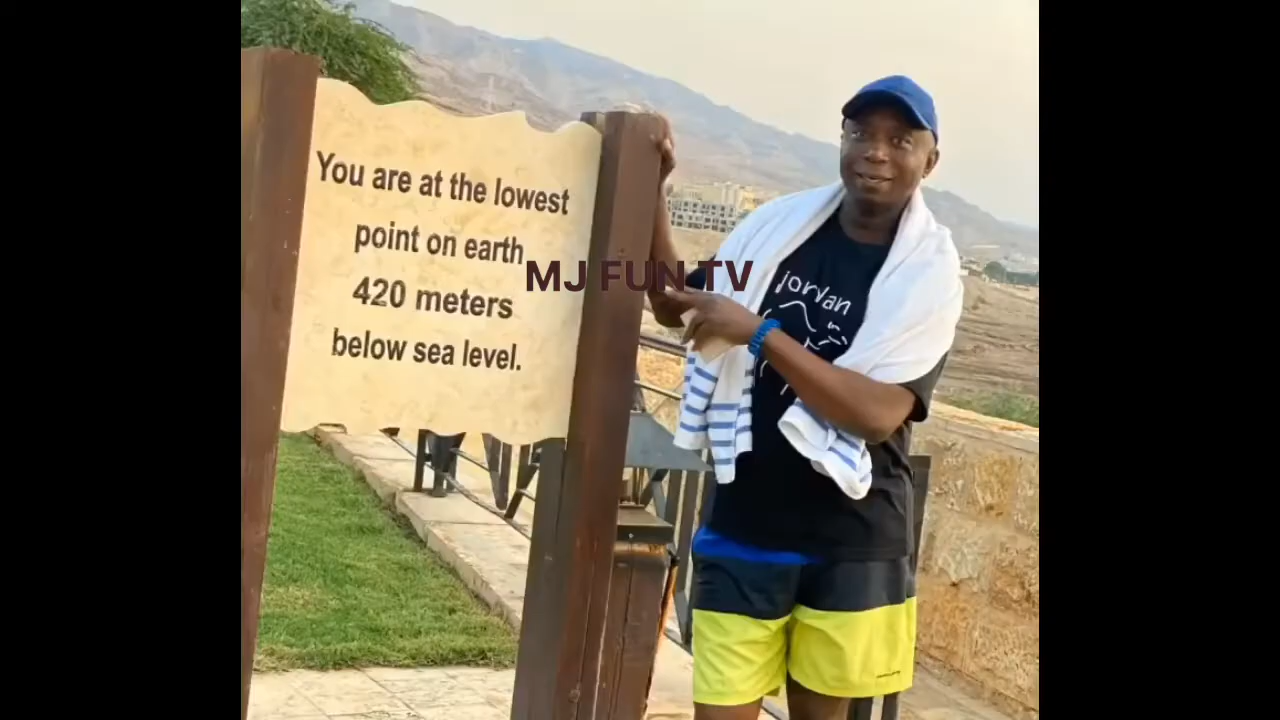 You are at the lowest
point on earth
420 meters
below sea level.
MJ FUN TV
jordan